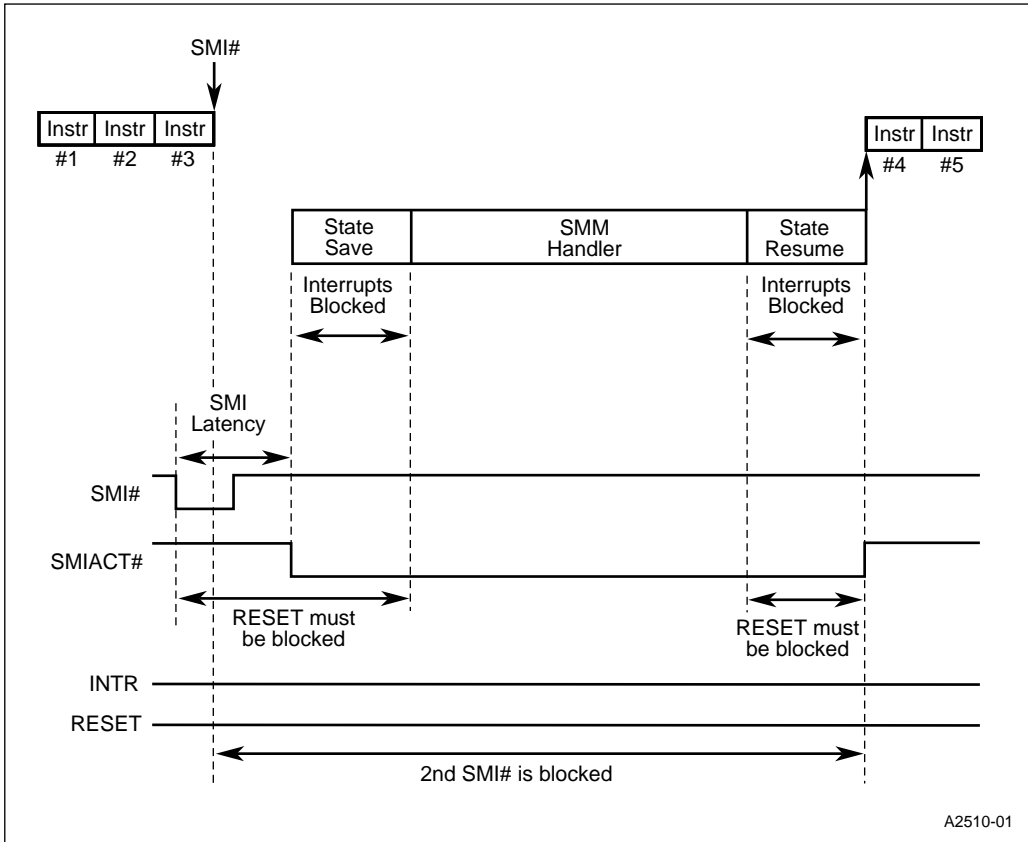 SMI#
Instr Instr Instr
#1 #2 #3
Instr Instr
#4 #5
State
Save
SMM
Handler
State
Resume
Interrupts
Blocked
Interrupts
Blocked
SMI
Latency
SMI#
SMIACT#
RESET must
be blocked
RESET must
be blocked
INTR
RESET
2nd SMI# is blocked
A2510-01